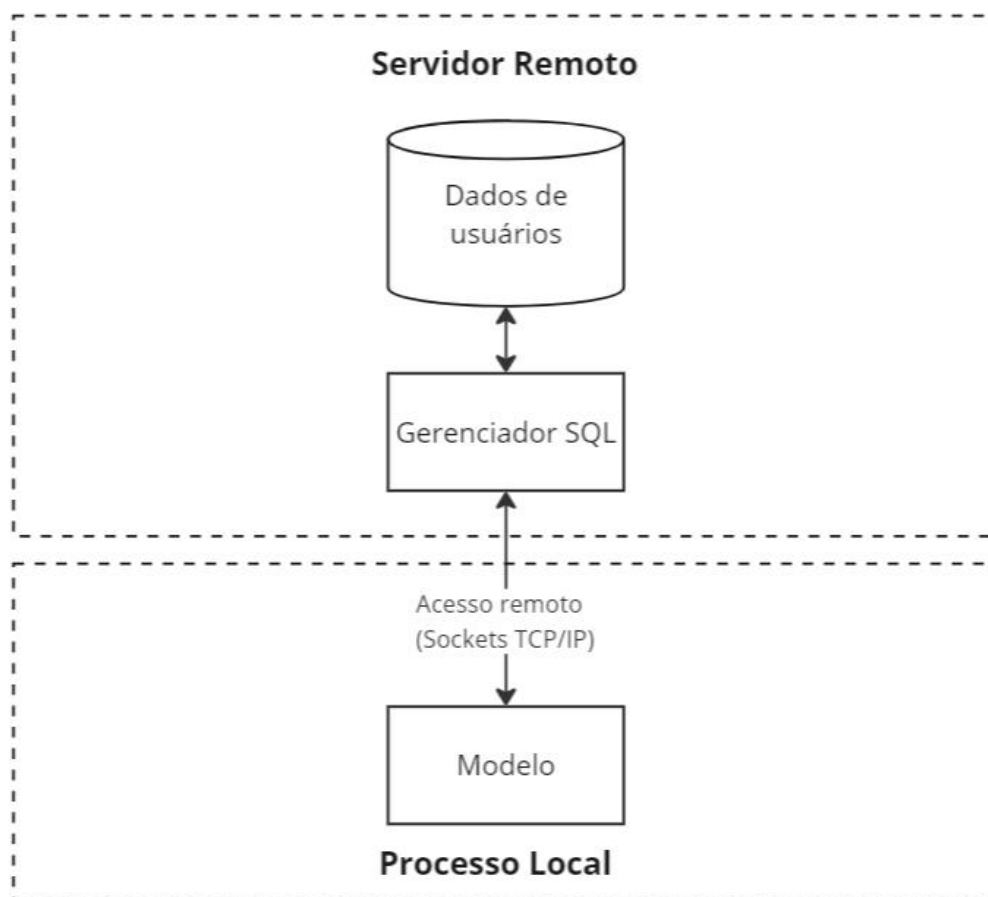 Servidor Remoto
Dados de
usuários
Gerenciador SQL
Acesso remoto
(Sockets TCP/IP)
Modelo
Processo Local